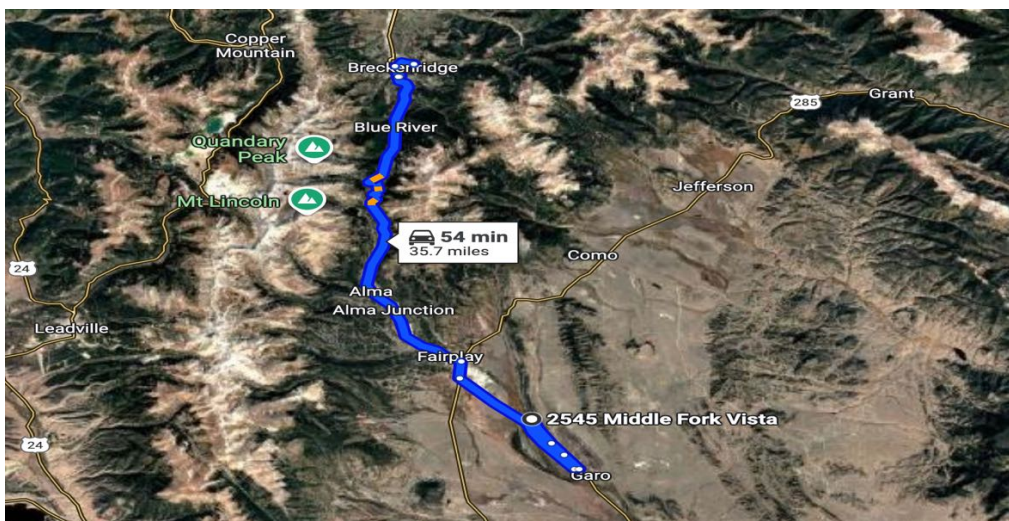 Copper
Mountain
Breckenridge
285
Grant
Blue River
Quandary
Peak
Jefferson
Mt Lincoln
54 min
35.7 miles
Como
24
Alma
Alma Junction
Leadville
Fairplay
2545 Middle Fork Vista
24
Garo